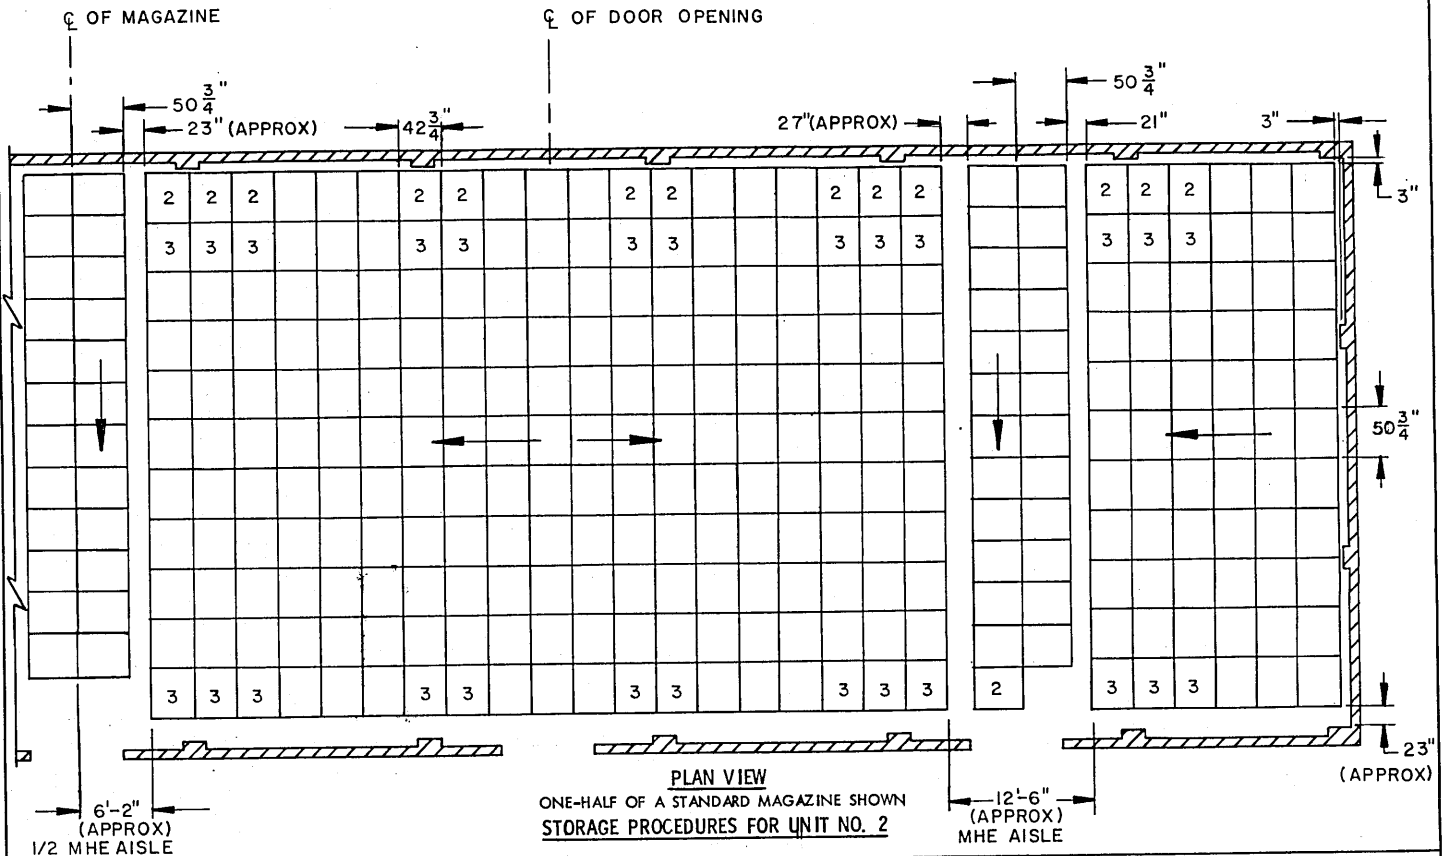 ℄ OF MAGAZINE
℄ OF DOOR OPENING
50 3/4"
23" (APPROX)
42 3/4"
27" (APPROX)
50 3/4"
21"
3"
3"
2 2 2 2 2 2 2 2 2 2 2 2 2
3 3 3 3 3 3 3 3 3 3 3 3 3
50 3/4"
3 3 3 3 3 3 3 3 3 3 2 3 3 3
23"
(APPROX)
6'-2"
(APPROX)
1/2 MHE AISLE
PLAN VIEW
ONE-HALF OF A STANDARD MAGAZINE SHOWN
STORAGE PROCEDURES FOR UNIT NO. 2
12'-6"
(APPROX)
MHE AISLE